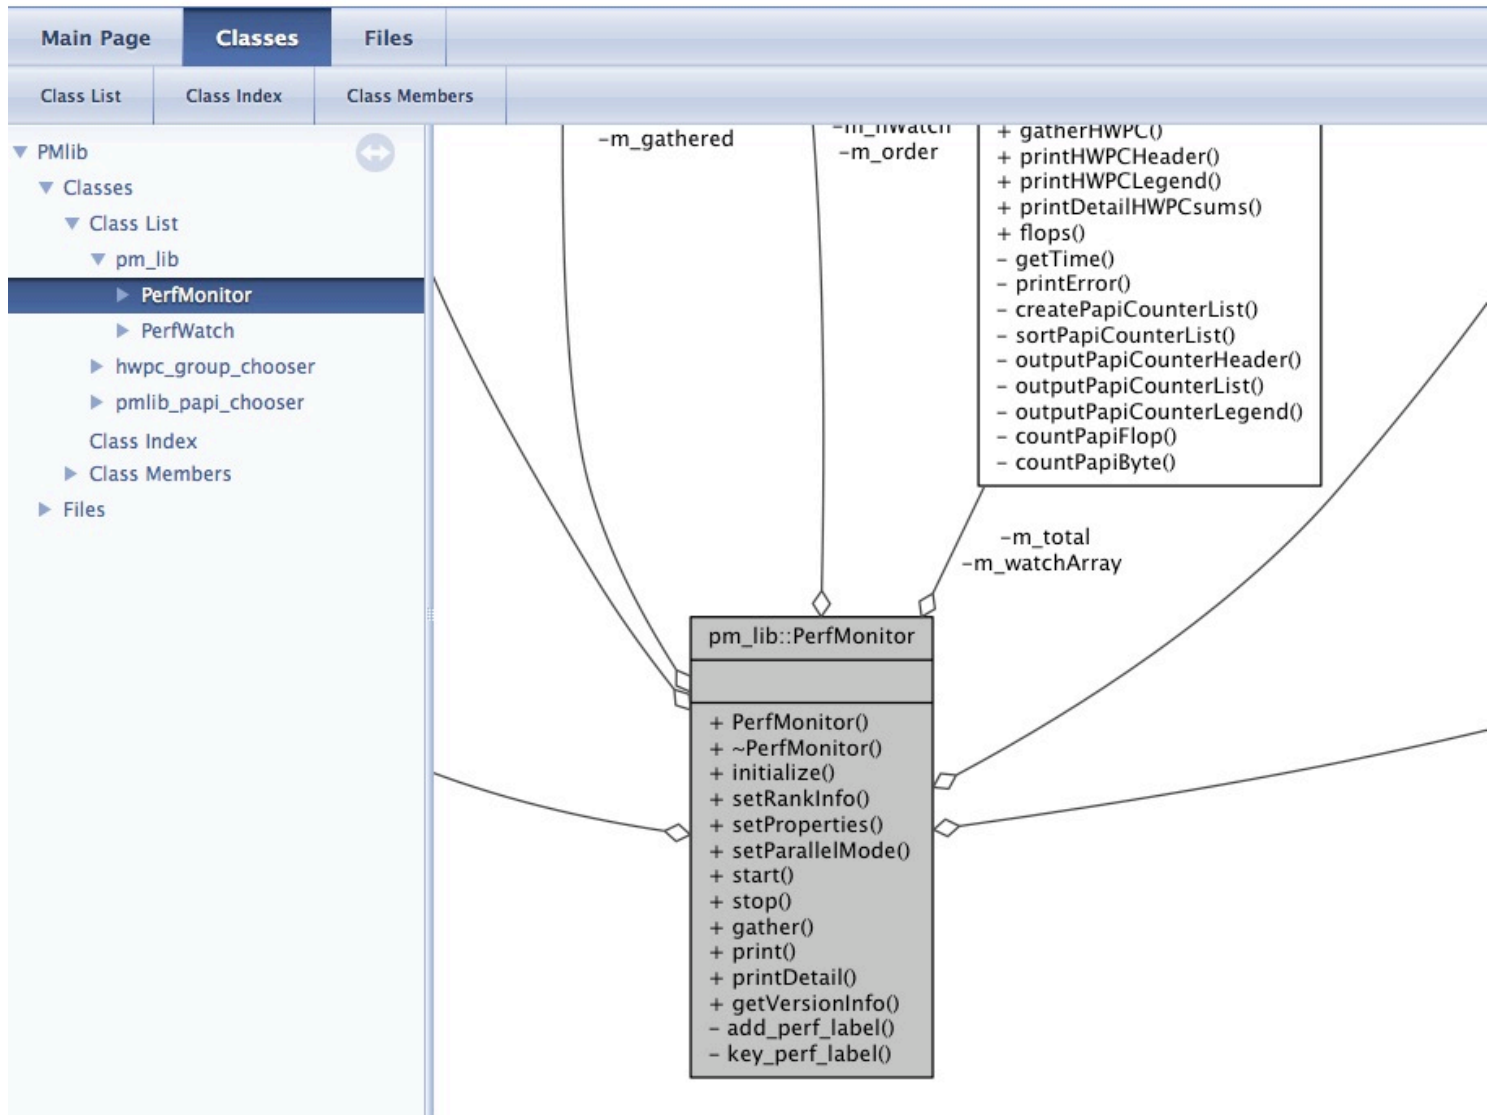 Main Page
Classes
Files
Class List
Class Index
Class Members
PMlib
Classes
Class List
pm_lib
PerfMonitor
PerfWatch
hwpc_group_chooser
pmlib_papi_chooser
Class Index
Class Members
Files
-m_gathered
-m_nWatch
-m_order
+ gatherHWPC()
+ printHWPCHeader()
+ printHWPCLegend()
+ printDetailHWPCsums()
+ flops()
- getTime()
- printError()
- createPapiCounterList()
- sortPapiCounterList()
- outputPapiCounterHeader()
- outputPapiCounterList()
- outputPapiCounterLegend()
- countPapiFlop()
- countPapiByte()
-m_total
-m_watchArray
pm_lib::PerfMonitor
+ PerfMonitor()
+ ~PerfMonitor()
+ initialize()
+ setRankInfo()
+ setProperties()
+ setParallelMode()
+ start()
+ stop()
+ gather()
+ print()
+ printDetail()
+ getVersionInfo()
- add_perf_label()
- key_perf_label()